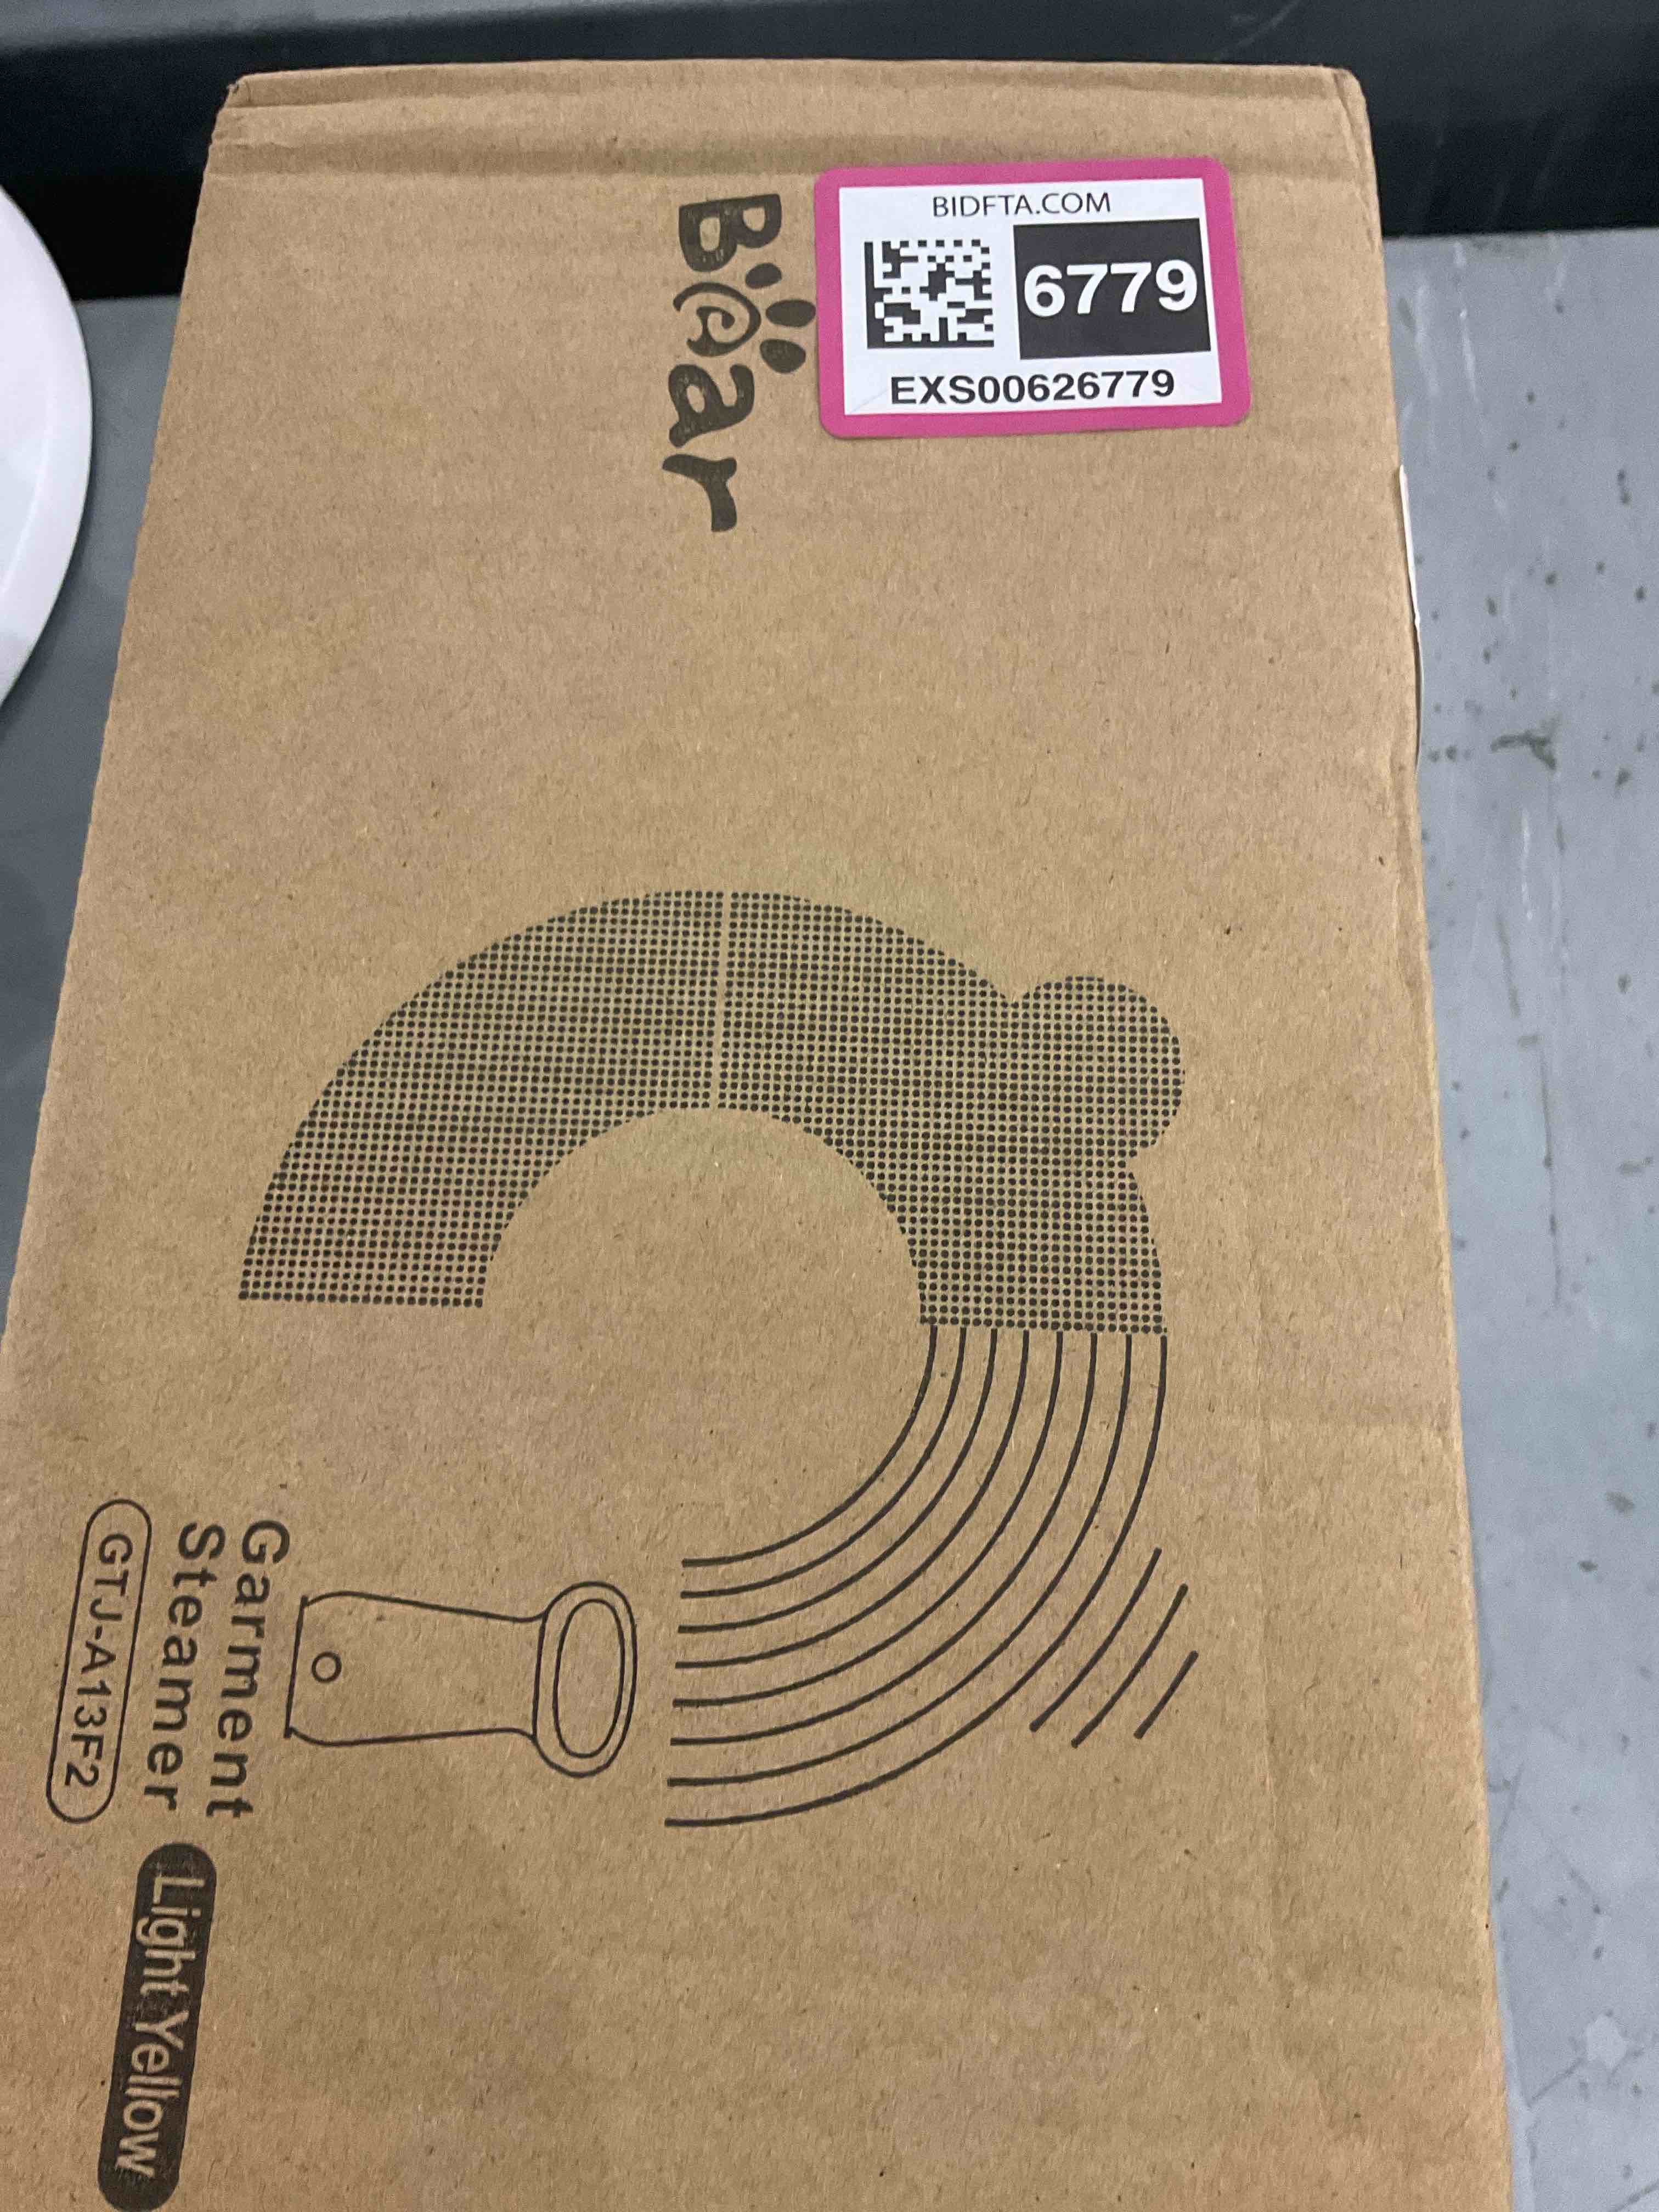 BIDFTA.COM
6779
EXS00626779
Bear
Garment
Steamer
Light Yellow
GTJ-A13F2